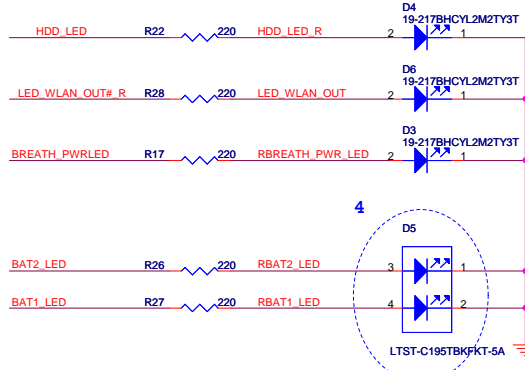 D4
19-217BHCYL2M2TY3T
HDD_LED R22 220 HDD_LED_R 2 1
D6
19-217BHCYL2M2TY3T
LED_WLAN_OUT#_R R28 220 LED_WLAN_OUT 2 1
D3
19-217BHCYL2M2TY3T
BREATH_PWRLED R17 220 RBREATH_PWR_LED 2 1
4
D5
BAT2_LED R26 220 RBAT2_LED 3 1
BAT1_LED R27 220 RBAT1_LED 4 2
LTST-C195TBKFKT-5A